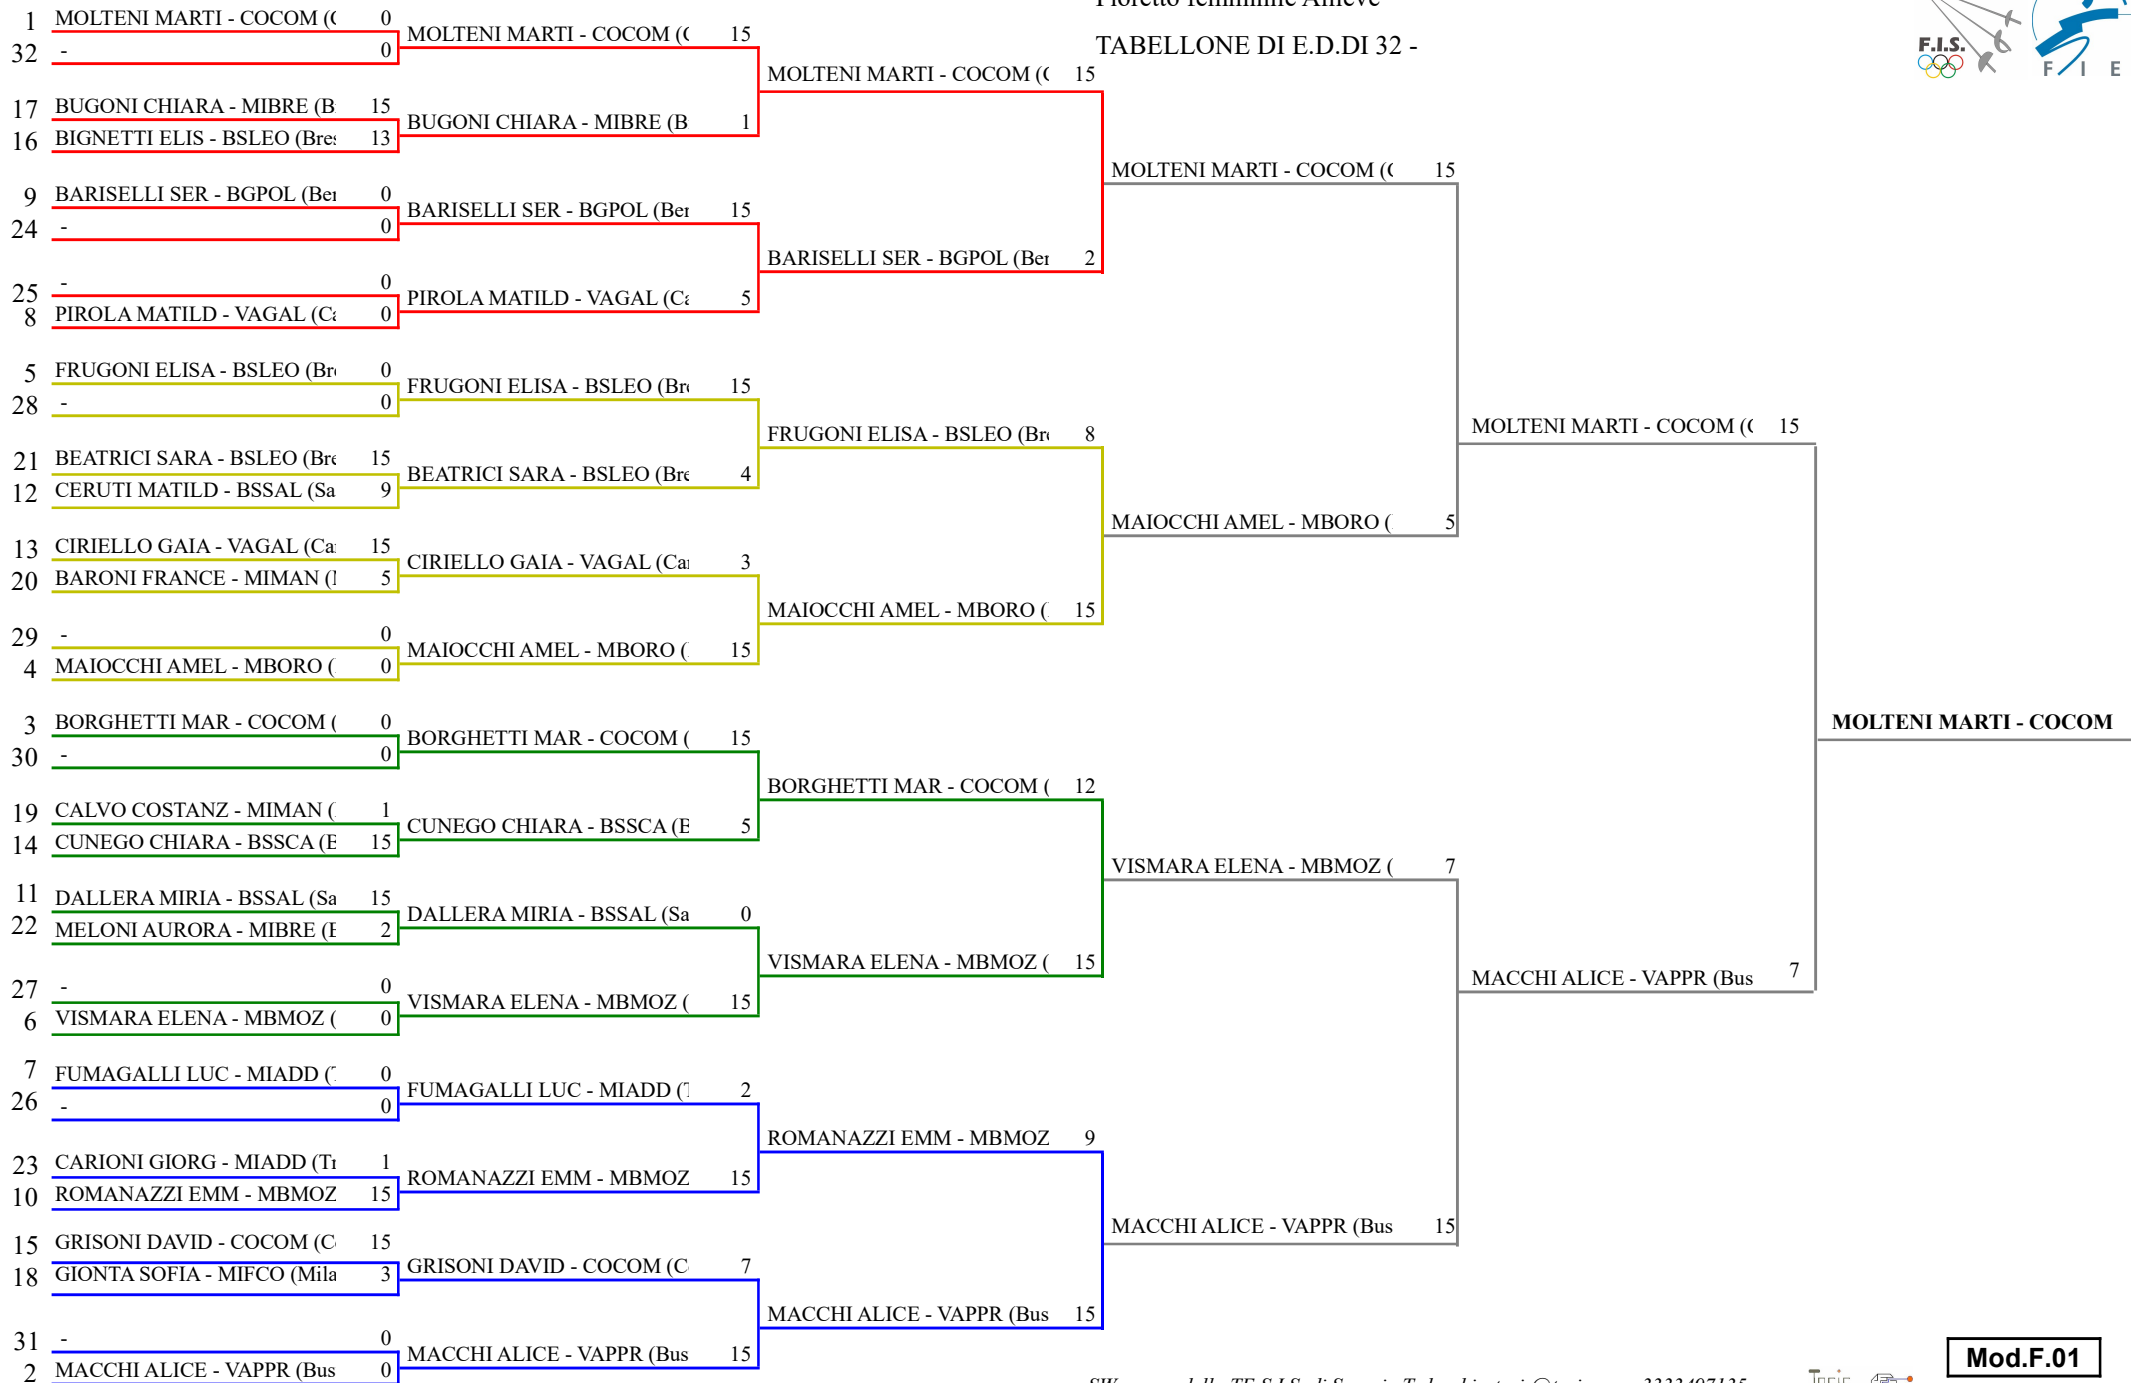 Fioretto femminile Allieve
TABELLONE DI E.D.DI 32 -
F.I.S.
F I E
1 MOLTENI MARTI - COCOM (C 0
32 - 0
17 BUGONI CHIARA - MIBRE (B 15
16 BIGNETTI ELIS - BSLEO (Bres 13
9 BARISELLI SER - BGPOL (Ber 0
24 - 0
25 - 0
8 PIROLA MATILD - VAGAL (Ca 0
5 FRUGONI ELISA - BSLEO (Bre 0
28 - 0
21 BEATRICI SARA - BSLEO (Bre 15
12 CERUTI MATILD - BSSAL (Sa 9
13 CIRIELLO GAIA - VAGAL (Ca 15
20 BARONI FRANCE - MIMAN ( 5
29 - 0
4 MAIOCCHI AMEL - MBORO ( 0
3 BORGHETTI MAR - COCOM ( 0
30 - 0
19 CALVO COSTANZ - MIMAN ( 1
14 CUNEGO CHIARA - BSSCA (B 15
11 DALLERA MIRIA - BSSAL (Sa 15
22 MELONI AURORA - MIBRE (B 2
27 - 0
6 VISMARA ELENA - MBMOZ ( 0
7 FUMAGALLI LUC - MIADD (T 0
26 - 0
23 CARIONI GIORG - MIADD (Tr 1
10 ROMANAZZI EMM - MBMOZ 15
15 GRISONI DAVID - COCOM (C 15
18 GIONTA SOFIA - MIFCO (Mila 3
31 - 0
2 MACCHI ALICE - VAPPR (Bus 0
MOLTENI MARTI - COCOM (C 15
BUGONI CHIARA - MIBRE (B 1
BARISELLI SER - BGPOL (Ber 15
PIROLA MATILD - VAGAL (Ca 5
FRUGONI ELISA - BSLEO (Bre 15
BEATRICI SARA - BSLEO (Bre 4
CIRIELLO GAIA - VAGAL (Car 3
MAIOCCHI AMEL - MBORO ( 15
BORGHETTI MAR - COCOM ( 15
CUNEGO CHIARA - BSSCA (B 5
DALLERA MIRIA - BSSAL (Sa 0
VISMARA ELENA - MBMOZ ( 15
FUMAGALLI LUC - MIADD (T 2
ROMANAZZI EMM - MBMOZ 15
GRISONI DAVID - COCOM (C 7
MACCHI ALICE - VAPPR (Bus 15
MOLTENI MARTI - COCOM (C 15
BARISELLI SER - BGPOL (Ber 2
FRUGONI ELISA - BSLEO (Bre 8
MAIOCCHI AMEL - MBORO ( 15
BORGHETTI MAR - COCOM ( 12
VISMARA ELENA - MBMOZ ( 15
ROMANAZZI EMM - MBMOZ 9
MACCHI ALICE - VAPPR (Bus 15
MOLTENI MARTI - COCOM (C 15
MAIOCCHI AMEL - MBORO ( 5
VISMARA ELENA - MBMOZ ( 7
MACCHI ALICE - VAPPR (Bus 15
MOLTENI MARTI - COCOM (C 15
MACCHI ALICE - VAPPR (Bus 7
MOLTENI MARTI - COCOM
Mod.F.01